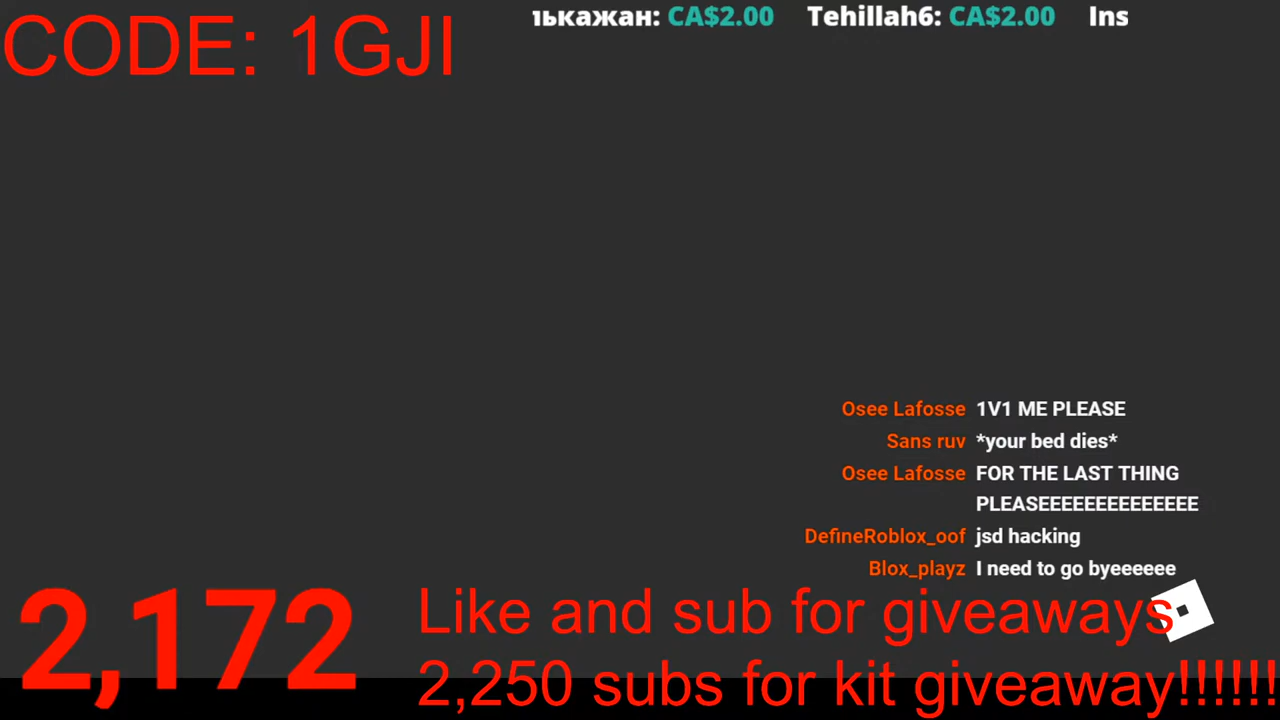 CODE: 1GJI
ькажан: CA$2.00 Tehillah6: CA$2.00 Ins
Osee Lafosse 1V1 ME PLEASE
Sans ruv *your bed dies*
Osee Lafosse FOR THE LAST THING
PLEASEEEEEEEEEEEEEE
DefineRoblox_oof jsd hacking
Blox_playz I need to go byeeeeee
2,172
Like and sub for giveaways
2,250 subs for kit giveaway!!!!!!